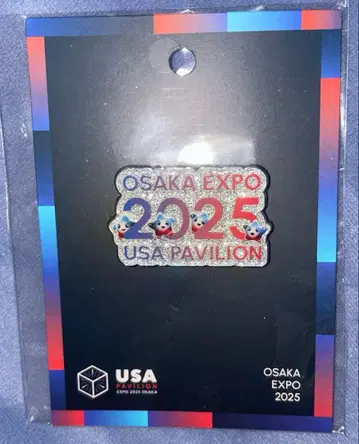 OSAKA EXPO
2025
USA PAVILION
USA
PAVILION
EXPO 2025 OSAKA
OSAKA
EXPO
2025